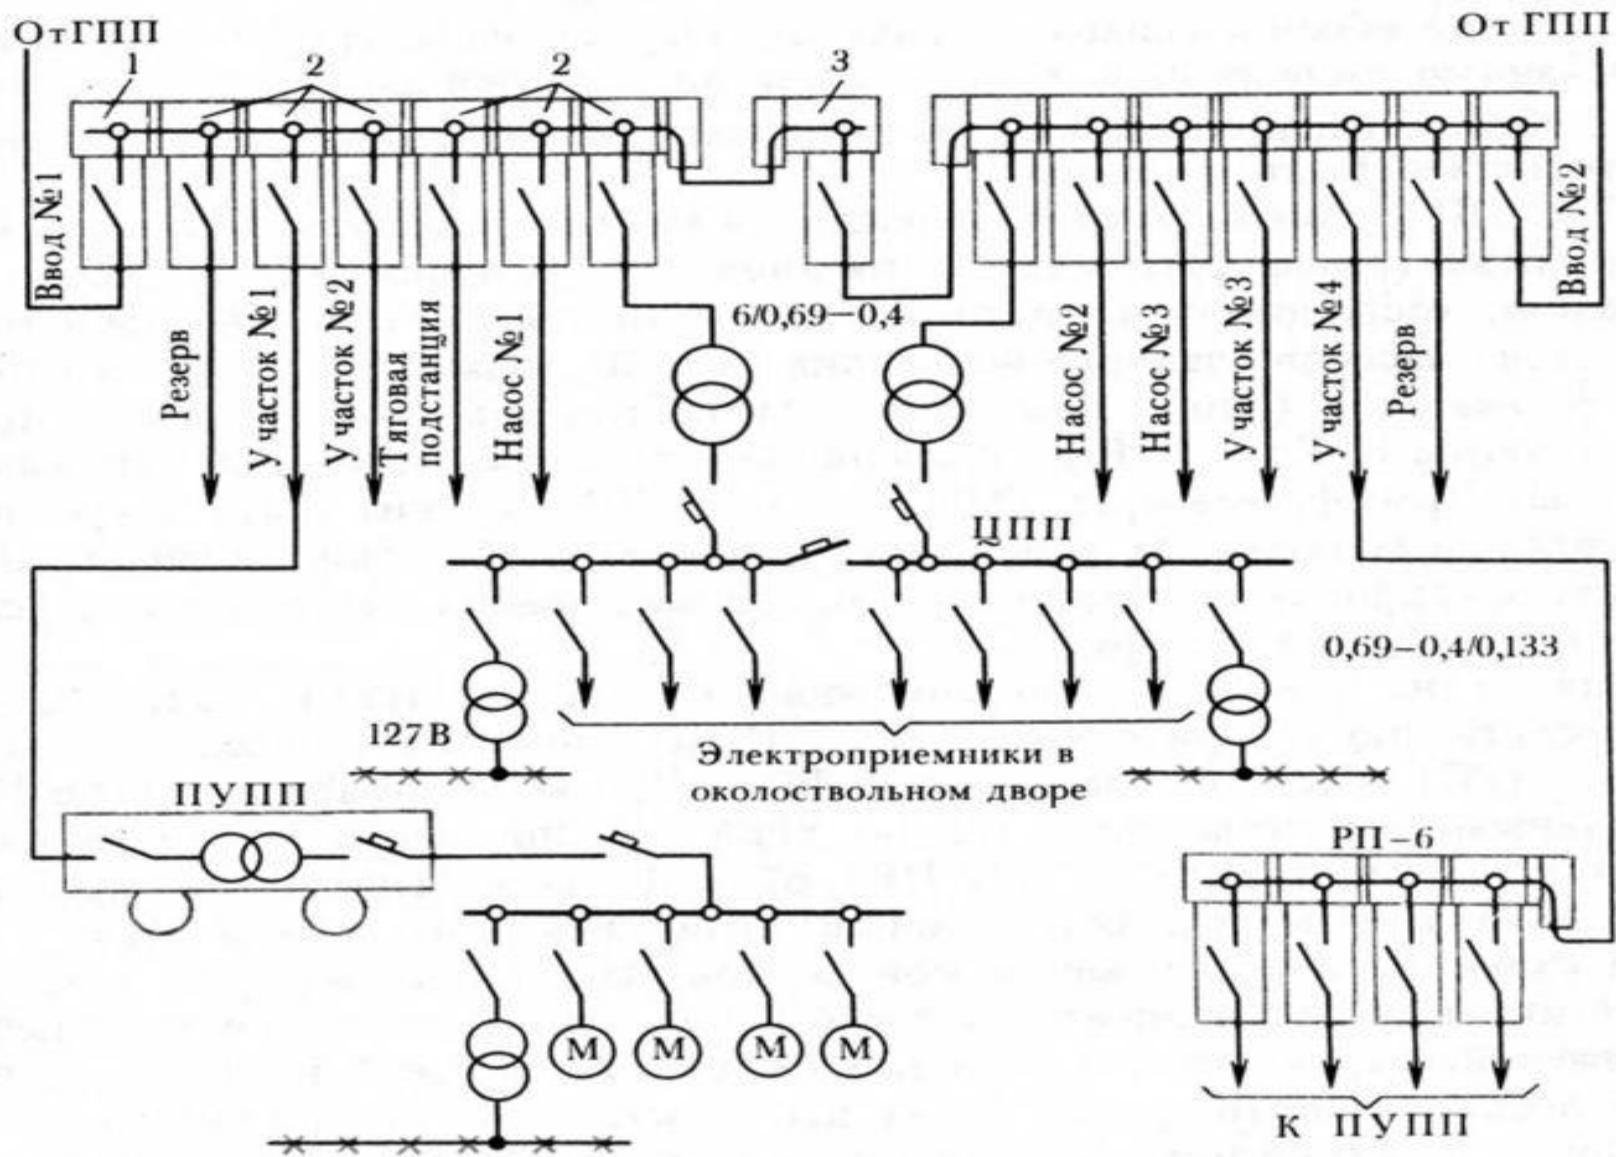 От ГПП
От ГПП
1
2
2
3
Ввод №1
Резерв
Участок №1
Участок №2
Тяговая
подстанция
Насос №1
6/0,69–0,4
Насос №2
Насос №3
Участок №3
Участок №4
Резерв
Ввод №2
ЦПП
0,69–0,4/0,133
127 В
Электроприемники в
околоствольном дворе
ПУПП
РП-6
М
М
М
М
К ПУПП